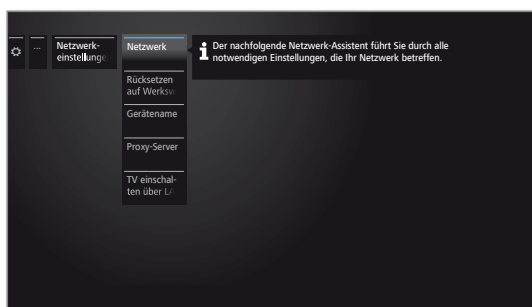 ...
Netzwerk-
einstellunge
Netzwerk
Der nachfolgende Netzwerk-Assistent führt Sie durch alle
notwendigen Einstellungen, die Ihr Netzwerk betreffen.
Rücksetzen
auf Werksw
Gerätename
Proxy-Server
TV einschal-
ten über LA